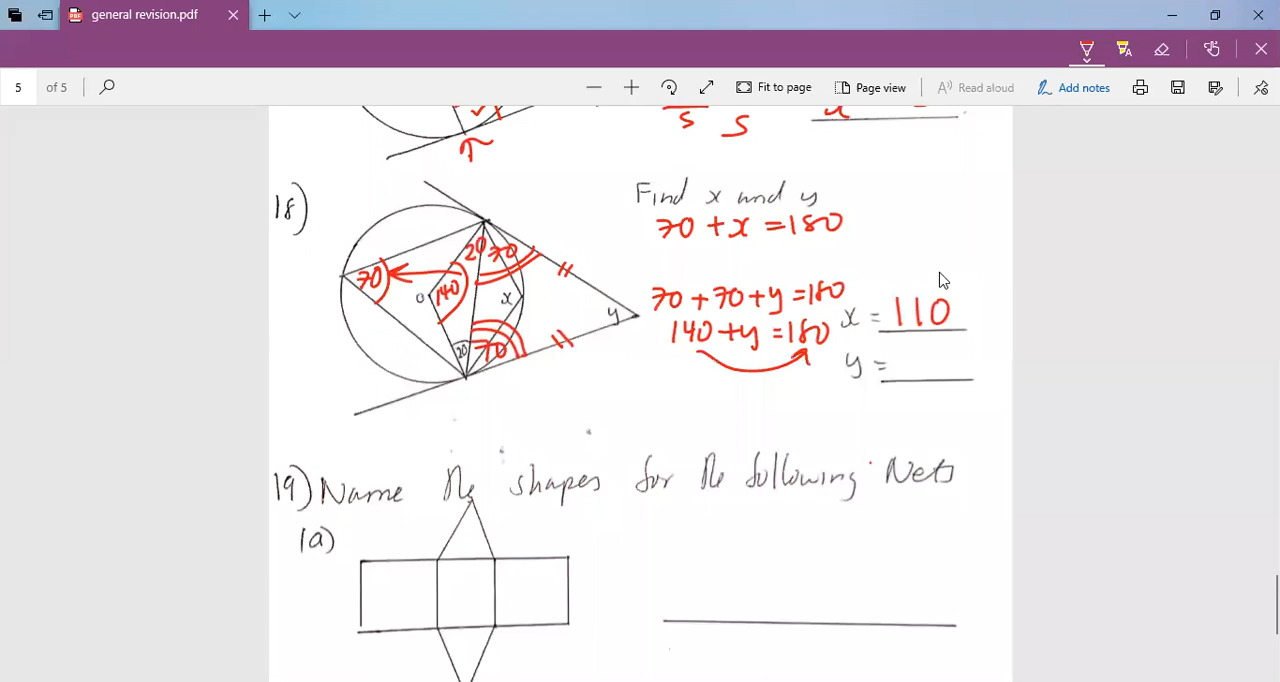 general revision.pdf
5 of 5
Fit to page
Page view
Read aloud
Add notes
T
S S
18)
Find x and y
70 + x = 180
20 70
70
140
O
x
y
20
70
70 + 70 + y = 180
140 + y = 180
x = 110
y =
19) Name the shapes for the following Nets
1a)